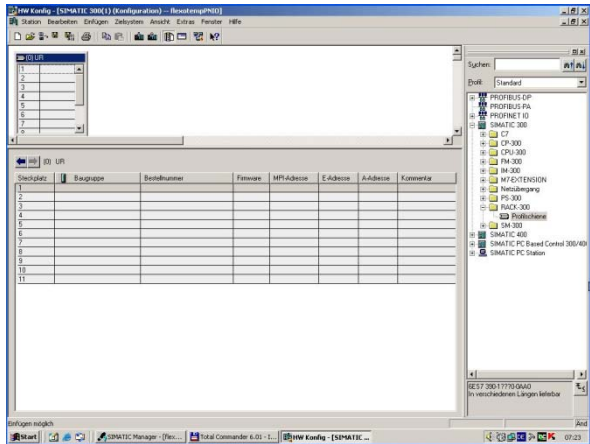 HW Konfig - [SIMATIC 300(1) (Konfiguration) -- flexotempPNIO]
Station Bearbeiten Einfügen Zielsystem Ansicht Extras Fenster Hilfe
(0) UR
1
2
3
4
5
6
7
8
Suchen:
Profil: Standard
PROFIBUS-DP
PROFIBUS-PA
PROFINET IO
SIMATIC 300
C7
CP-300
CPU-300
FM-300
IM-300
M7-EXTENSION
Netzübergang
PS-300
RACK-300
Profilschiene
SM-300
SIMATIC 400
SIMATIC PC Based Control 300/400
SIMATIC PC Station
(0) UR
Steckplatz Baugruppe Bestellnummer Firmware MPI-Adresse E-Adresse A-Adresse Kommentar
1
2
3
4
5
6
7
8
9
10
11
6ES7 390-1???0-0AA0
In verschiedenen Längen lieferbar
Einfügen möglich Änd
Start SIMATIC Manager - [flex... Total Commander 6.01 - I... HW Konfig - [SIMATIC ... 07:23